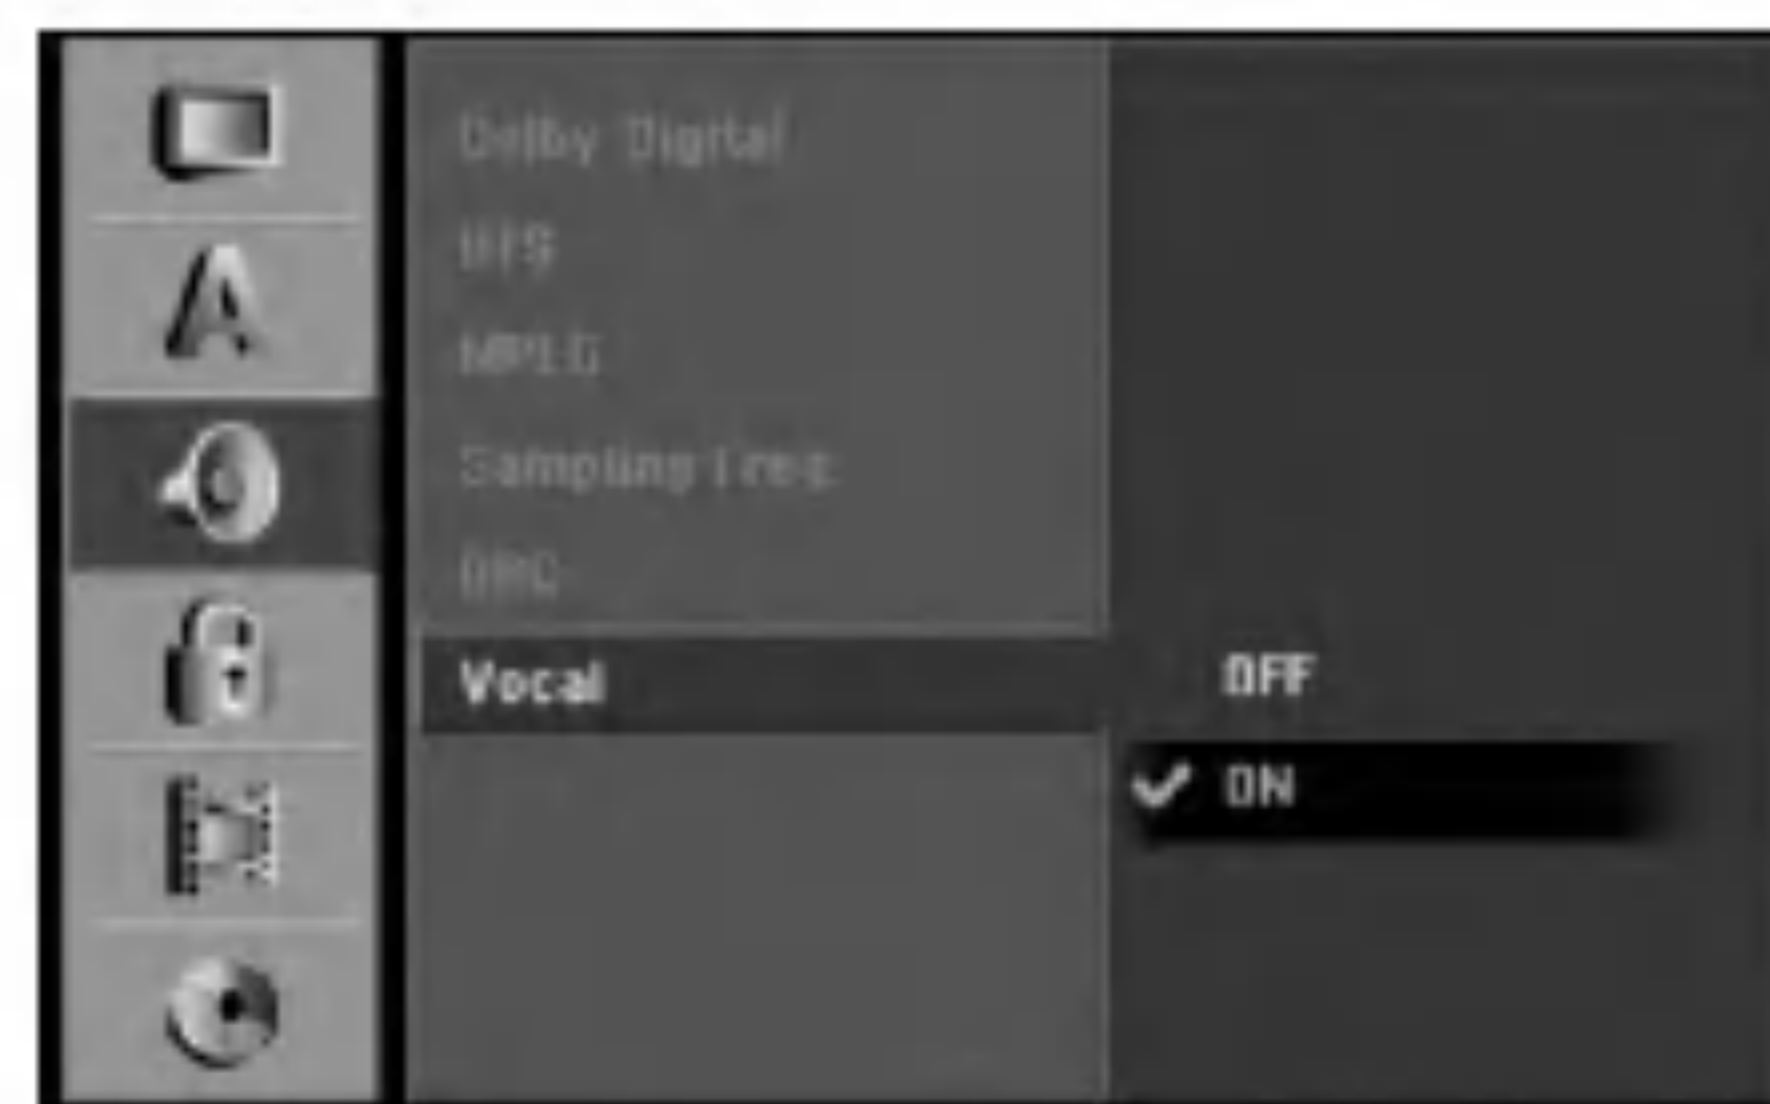 Dolby Digital
DTS
MPEG
Sampling Freq.
DRC
Vocal
OFF
ON